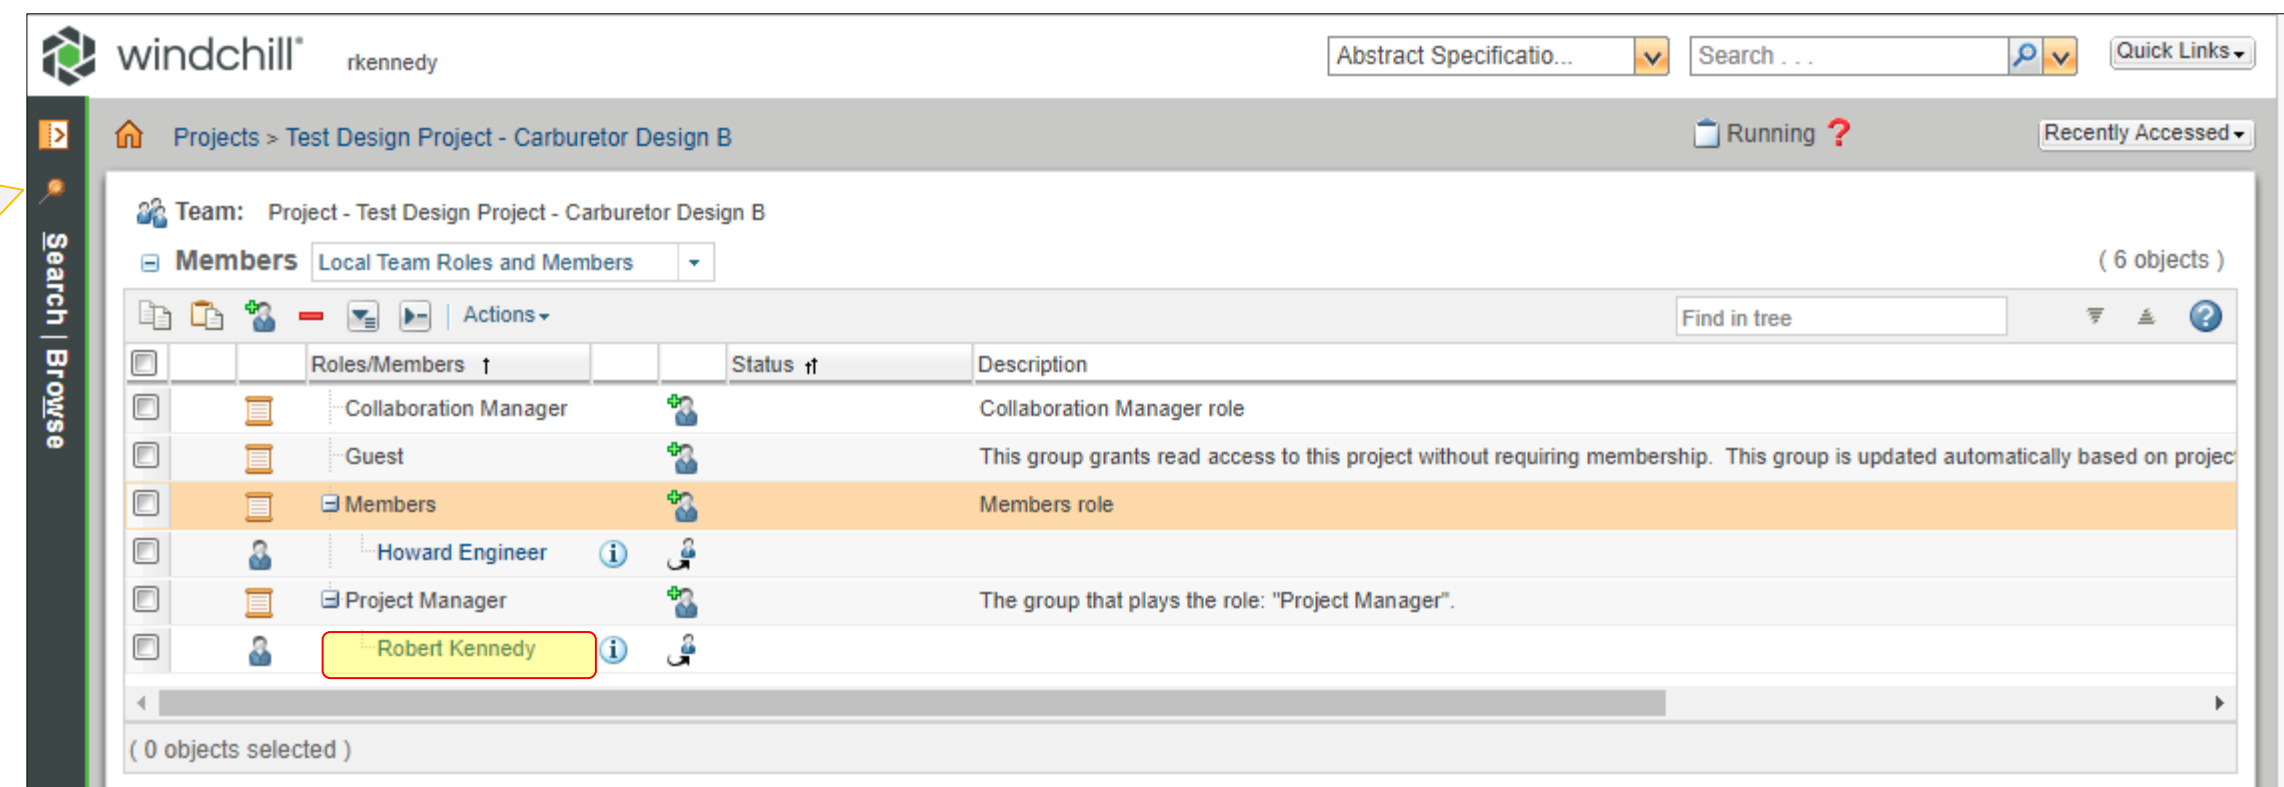 windchill® rkennedy Abstract Specificatio... Search . . . Quick Links
Projects > Test Design Project - Carburetor Design B Running ? Recently Accessed
Team: Project - Test Design Project - Carburetor Design B
Members Local Team Roles and Members ( 6 objects )
Actions Find in tree ?
Roles/Members Status Description
Collaboration Manager Collaboration Manager role
Guest This group grants read access to this project without requiring membership. This group is updated automatically based on projec
Members Members role
Howard Engineer i
Project Manager The group that plays the role: "Project Manager".
Robert Kennedy i
( 0 objects selected )
Search | Browse